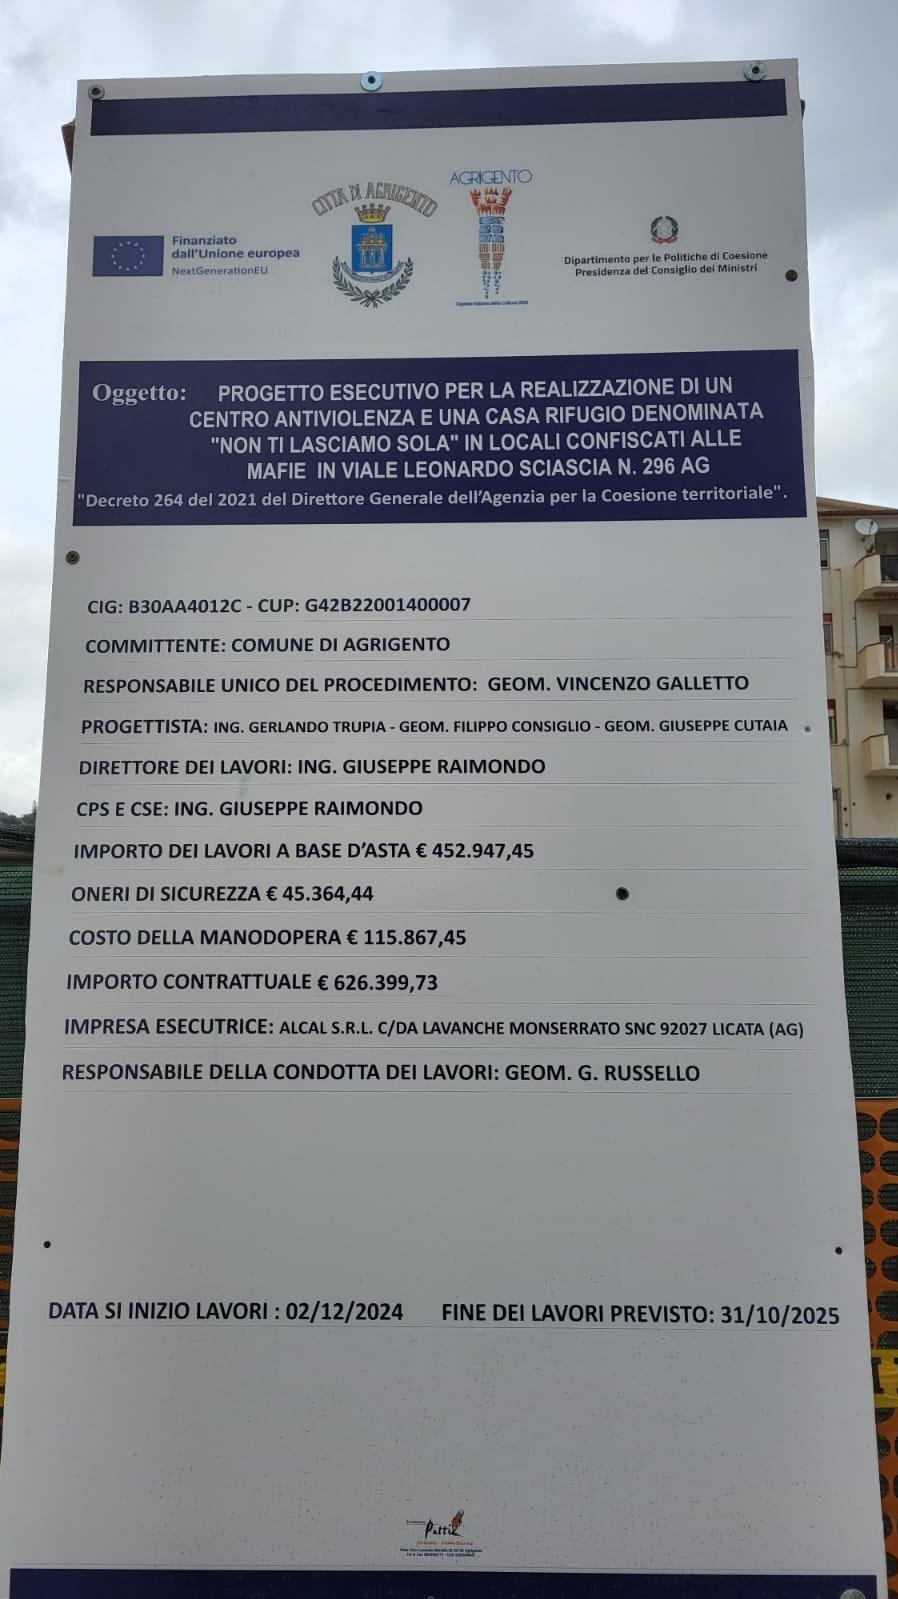 Finanziato
dall'Unione europea
NextGenerationEU
CITTÀ DI AGRIGENTO
AGRIGENTO
Capitale Italiana della Cultura 2025
Dipartimento per le Politiche di Coesione
Presidenza del Consiglio dei Ministri
Oggetto: PROGETTO ESECUTIVO PER LA REALIZZAZIONE DI UN
CENTRO ANTIVIOLENZA E UNA CASA RIFUGIO DENOMINATA
"NON TI LASCIAMO SOLA" IN LOCALI CONFISCATI ALLE
MAFIE IN VIALE LEONARDO SCIASCIA N. 296 AG
"Decreto 264 del 2021 del Direttore Generale dell'Agenzia per la Coesione territoriale".
CIG: B30AA4012C - CUP: G42B22001400007
COMMITTENTE: COMUNE DI AGRIGENTO
RESPONSABILE UNICO DEL PROCEDIMENTO: GEOM. VINCENZO GALLETTO
PROGETTISTA: ING. GERLANDO TRUPIA - GEOM. FILIPPO CONSIGLIO - GEOM. GIUSEPPE CUTAIA
DIRETTORE DEI LAVORI: ING. GIUSEPPE RAIMONDO
CPS E CSE: ING. GIUSEPPE RAIMONDO
IMPORTO DEI LAVORI A BASE D'ASTA € 452.947,45
ONERI DI SICUREZZA € 45.364,44
COSTO DELLA MANODOPERA € 115.867,45
IMPORTO CONTRATTUALE € 626.399,73
IMPRESA ESECUTRICE: ALCAL S.R.L. C/DA LAVANCHE MONSERRATO SNC 92027 LICATA (AG)
RESPONSABILE DELLA CONDOTTA DEI LAVORI: GEOM. G. RUSSELLO
DATA SI INIZIO LAVORI : 02/12/2024 FINE DEI LAVORI PREVISTO: 31/10/2025
Patti